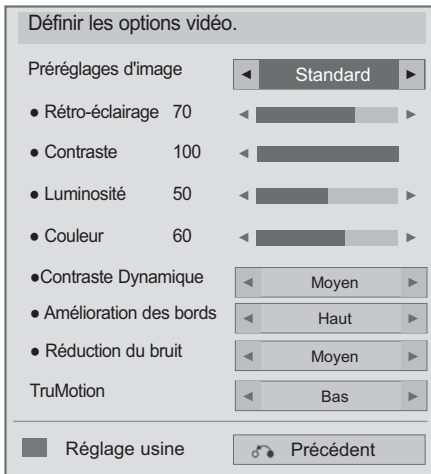 Définir les options vidéo.
Préréglages d'image ◄ Standard ►
● Rétro-éclairage 70 ◄ ►
● Contraste 100 ◄
● Luminosité 50 ◄ ►
● Couleur 60 ◄ ►
●Contraste Dynamique ◄ Moyen ►
● Amélioration des bords ◄ Haut ►
● Réduction du bruit ◄ Moyen ►
TruMotion ◄ Bas ►
Réglage usine Précédent